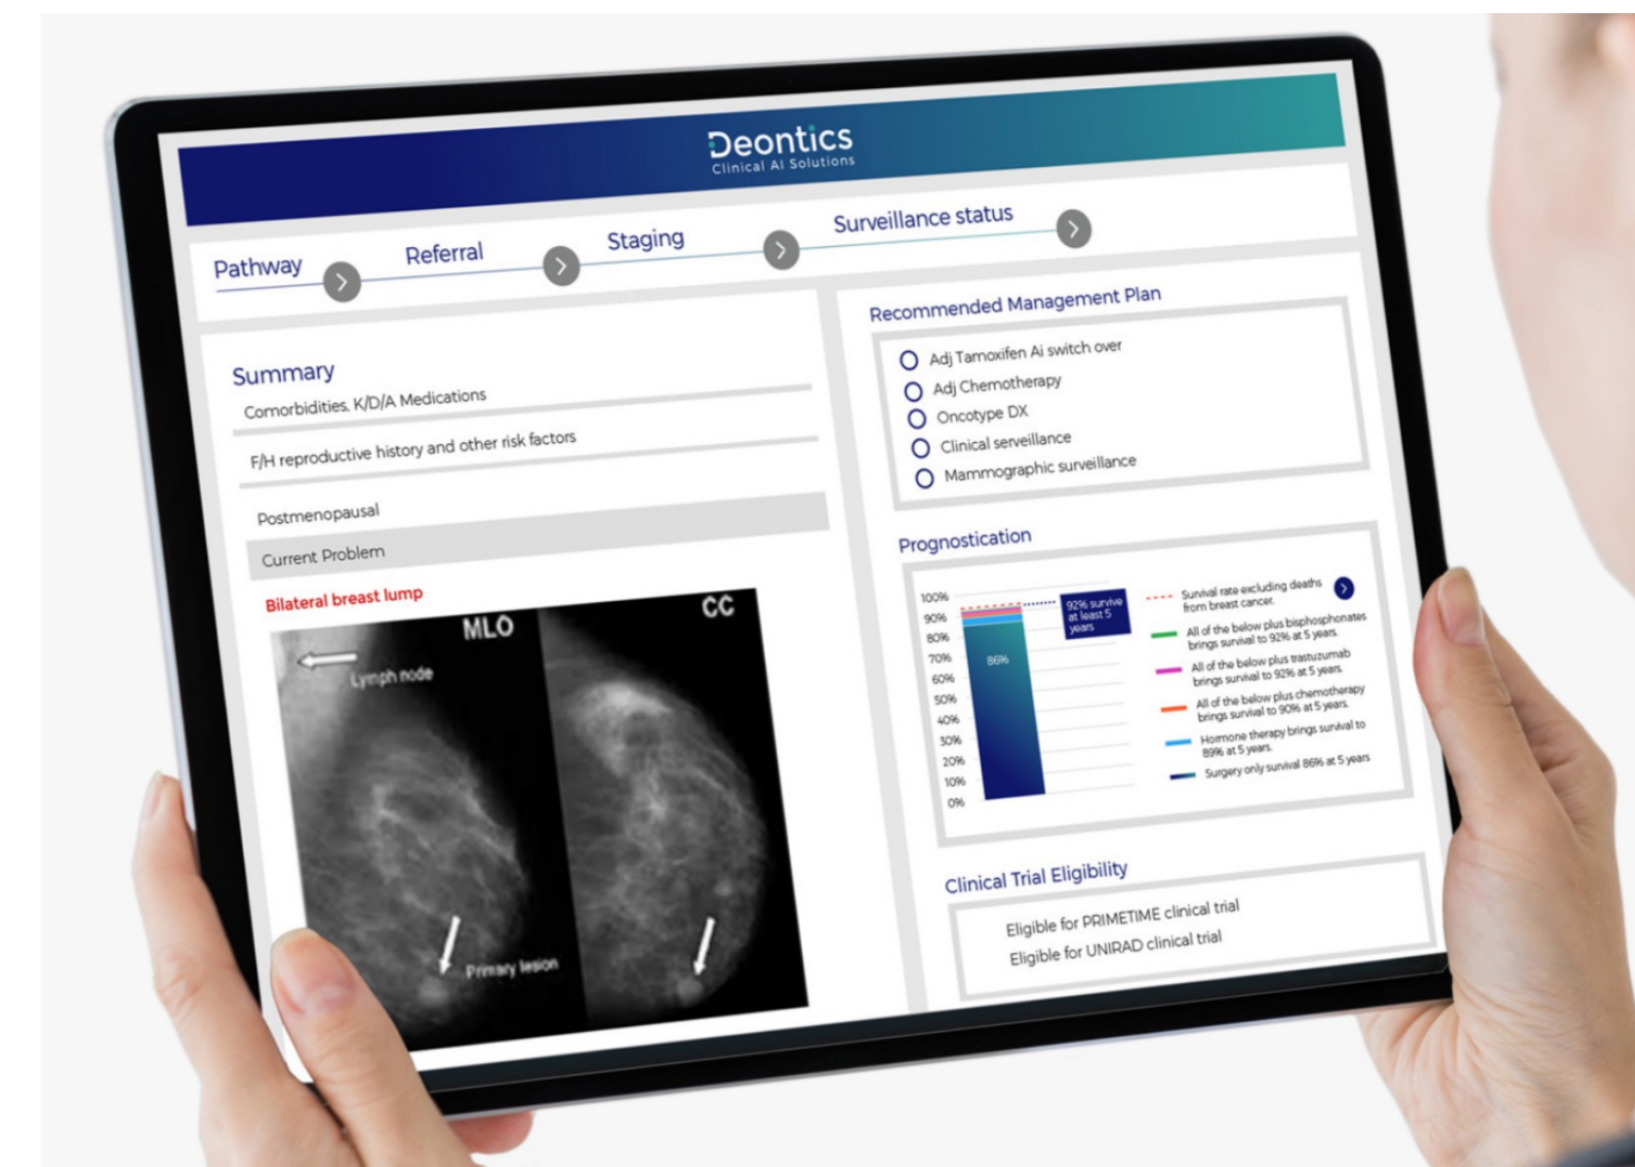 Deontics
Clinical AI Solutions
Pathway
Referral
Staging
Surveillance status
Summary
Comorbidities, K/D/A Medications
F/H reproductive history and other risk factors
Postmenopausal
Current Problem
Bilateral breast lump
MLO
CC
Lymph node
Primary lesion
Recommended Management Plan
Adj Tamoxifen Ai switch over
Adj Chemotherapy
Oncotype DX
Clinical serveillance
Mammographic surveillance
Prognostication
100%
90%
80%
70%
60%
50%
40%
30%
20%
10%
0%
86%
92% survive
at least 5
years
Survival rate excluding deaths
from breast cancer.
All of the below plus bisphosphonates
brings survival to 92% at 5 years.
All of the below plus trastuzumab
brings survival to 92% at 5 years.
All of the below plus chemotherapy
brings survival to 90% at 5 years.
Hormone therapy brings survival to
89% at 5 years.
Surgery only survival 86% at 5 years
Clinical Trial Eligibility
Eligible for PRIMETIME clinical trial
Eligible for UNIRAD clinical trial